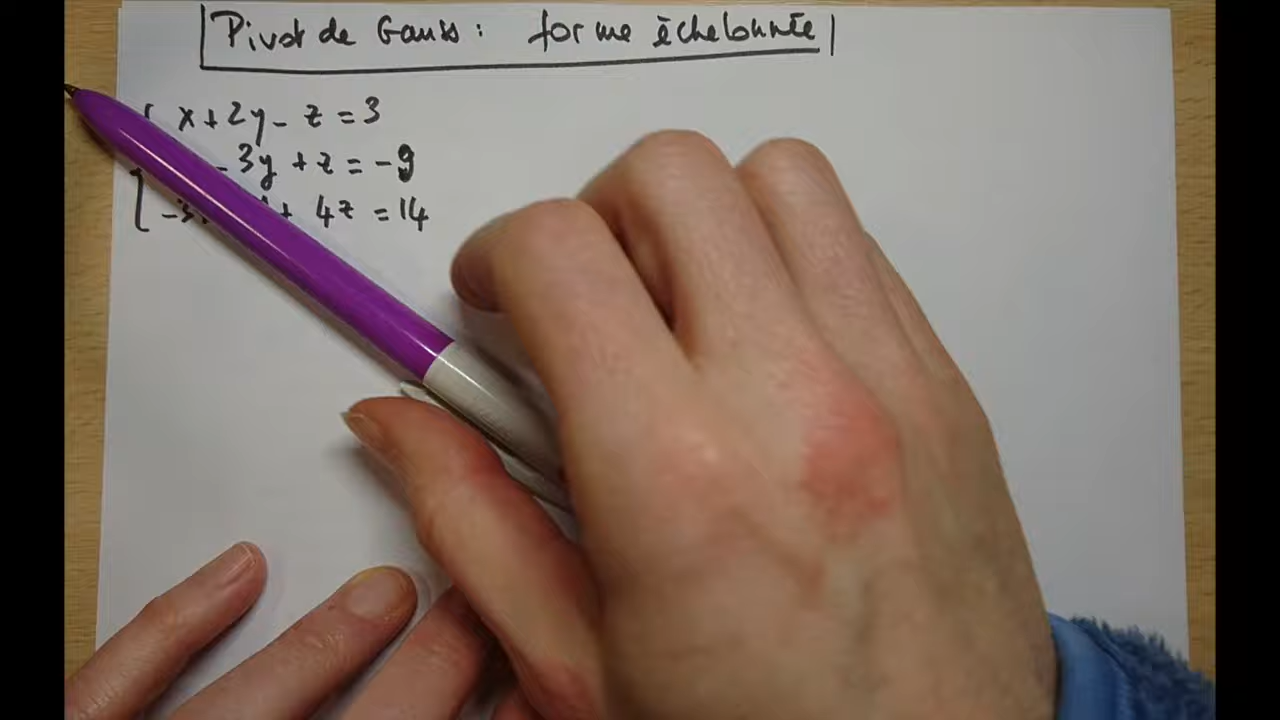 Pivot de Gauss : forme échelonnée
x + 2y - z = 3
- 3y + z = -9
+ 4z = 14